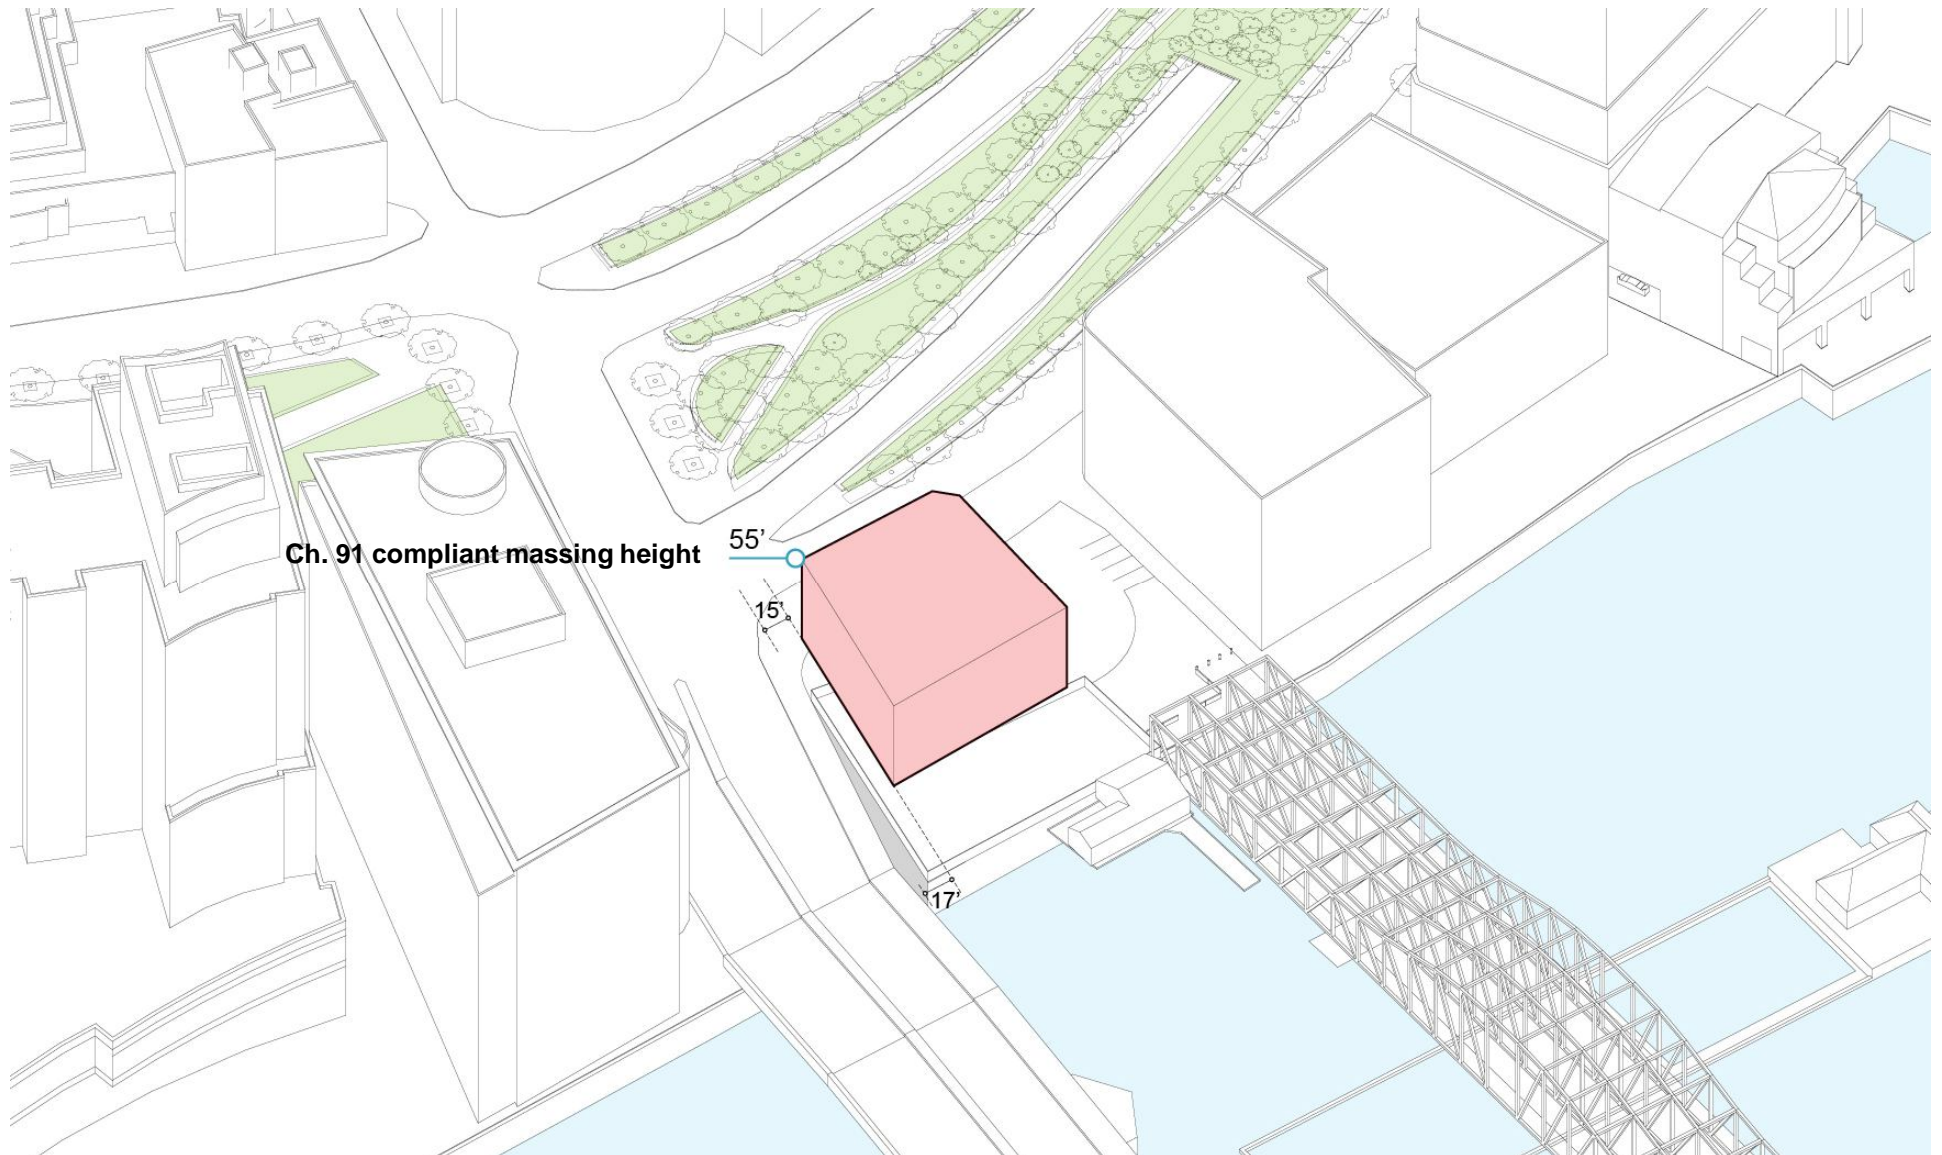 55’
Ch. 91 compliant massing height
15’
17’